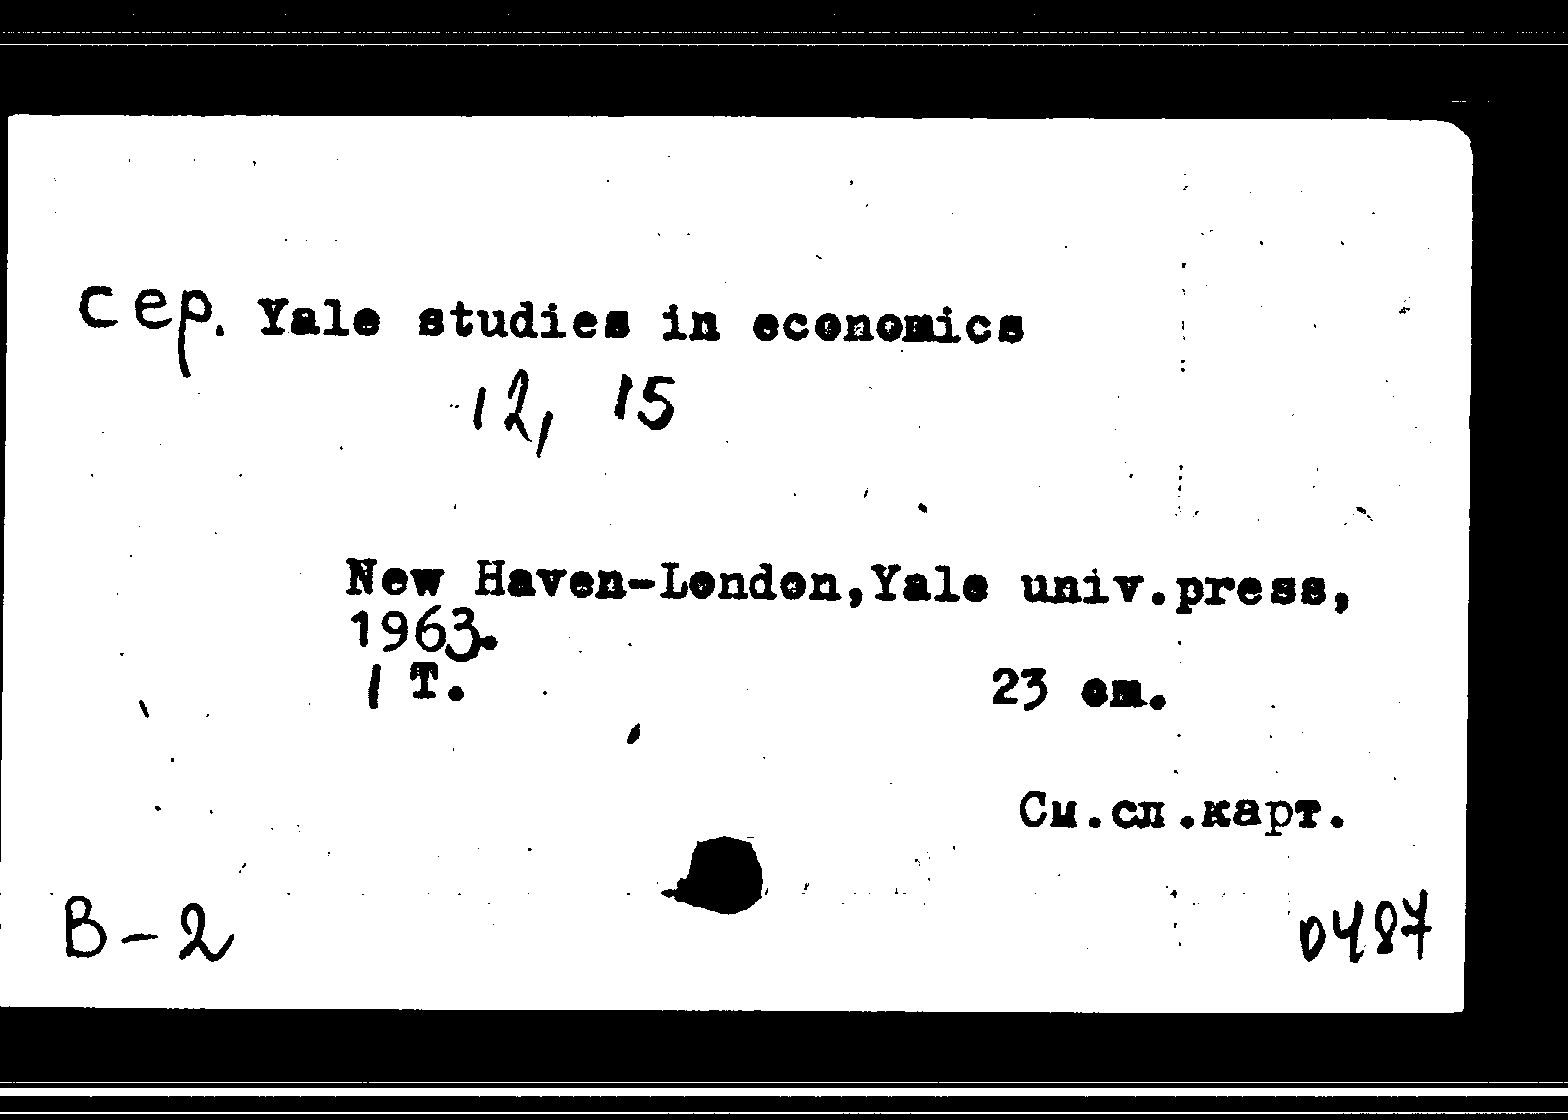 сер. Yale studies in economics
12, 15
New Haven-London, Yale univ.press,
1963.
1 T. 23 cm.
См.сл.карт.
В-2 0487